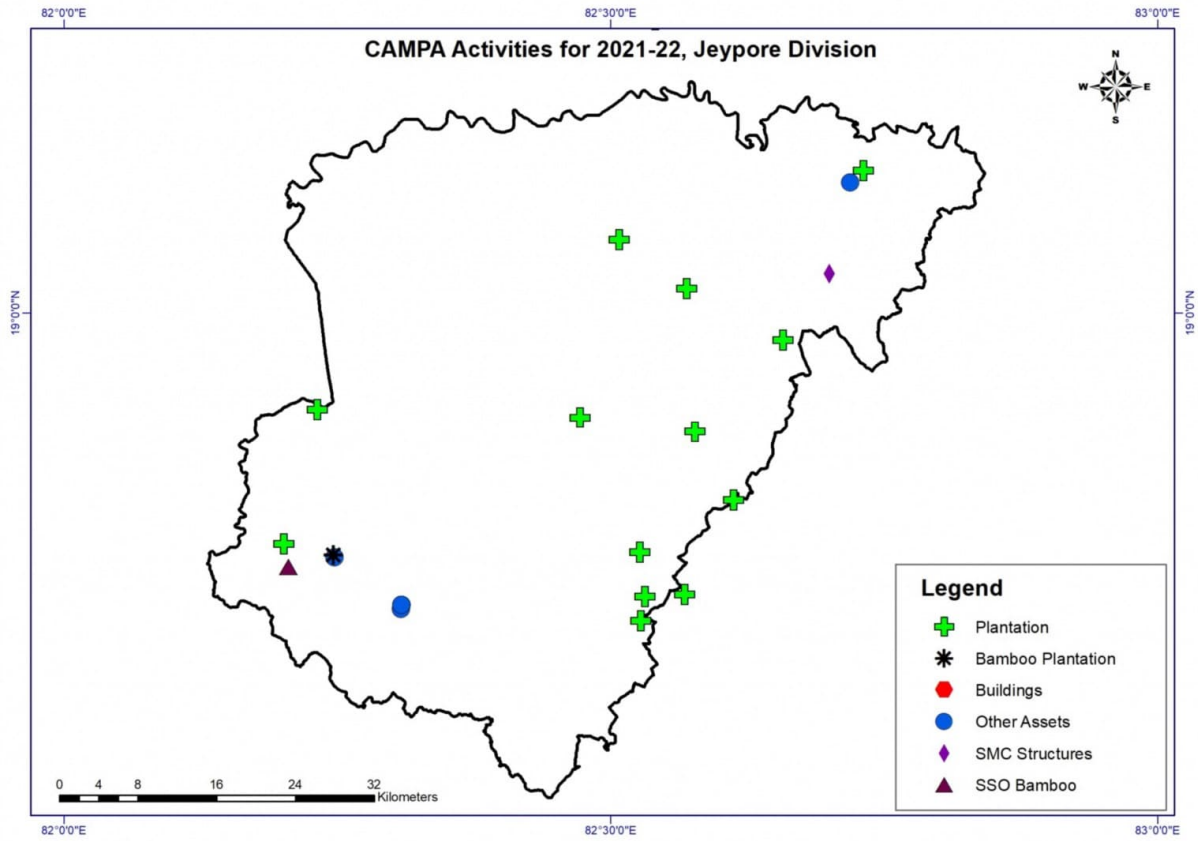 82°0'0"E 82°30'0"E 83°0'0"E
CAMPA Activities for 2021-22, Jeypore Division
N
W E
S
19°0'0"N 19°0'0"N
Legend
Plantation
Bamboo Plantation
Buildings
Other Assets
SMC Structures
SSO Bamboo
0 4 8 16 24 32
Kilometers
82°0'0"E 82°30'0"E 83°0'0"E